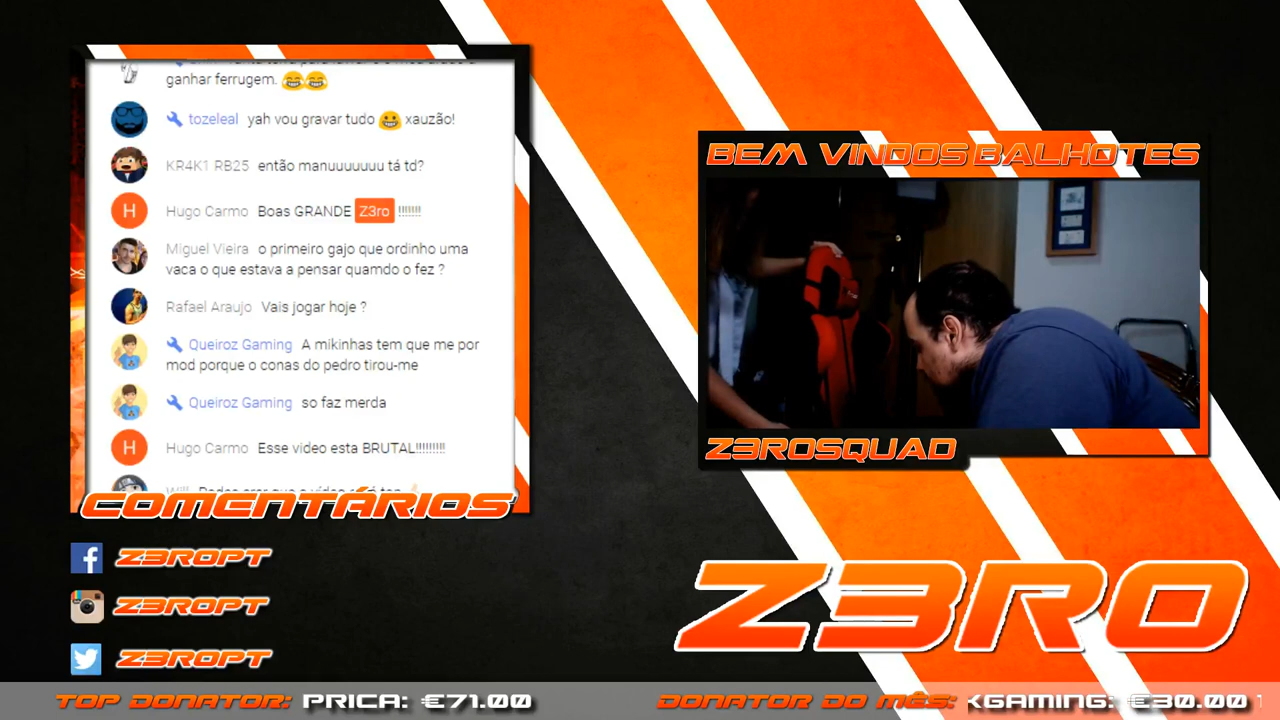 ganhar ferrugem. 😂😂
tozeleal yah vou gravar tudo 😀 xauzão!
KR4K1 RB25 então manuuuuuuu tá td?
H Hugo Carmo Boas GRANDE Z3ro !!!!!!!
Miguel Vieira o primeiro gajo que ordinho uma
vaca o que estava a pensar quamdo o fez ?
Rafael Araujo Vais jogar hoje ?
Queiroz Gaming A mikinhas tem que me por
mod porque o conas do pedro tirou-me
Queiroz Gaming so faz merda
H Hugo Carmo Esse video esta BRUTAL!!!!!!!!!
COMENTÁRIOS
Z3ROPT
Z3ROPT
Z3ROPT
BEM VINDOS BALHOTES
Z3ROSQUAD
Z3RO
TOP DONATOR: PRICA: €71.00
DONATOR DO MÊS: KGAMING: €30.00 1